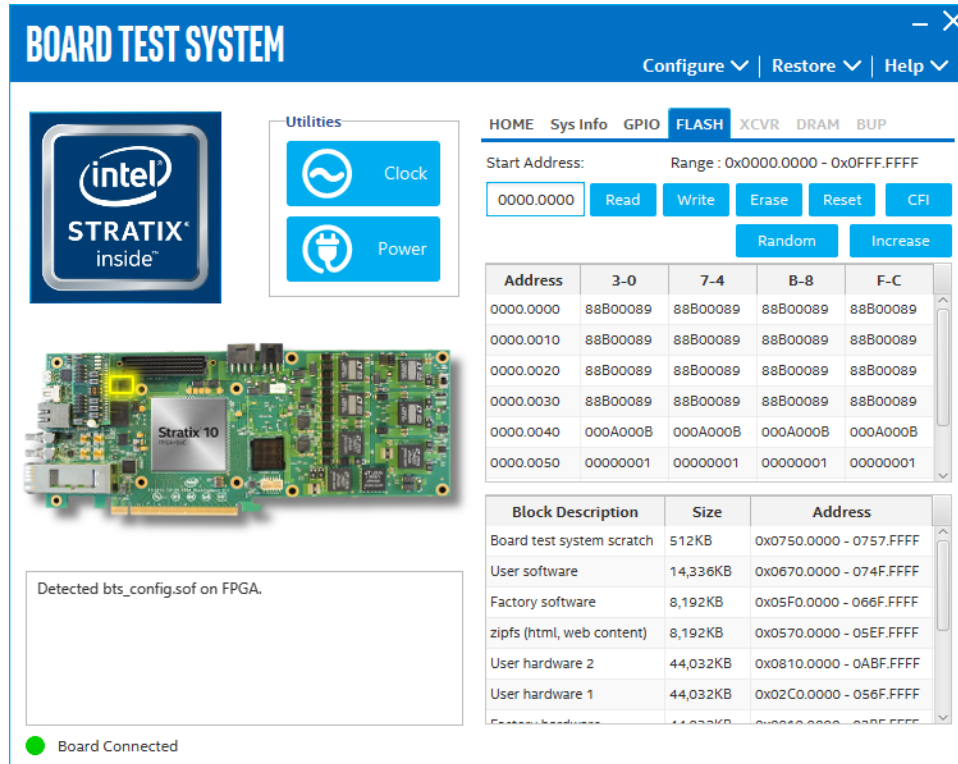 BOARD TEST SYSTEM
Configure | Restore | Help
intel
STRATIX
inside™
Utilities
Clock
Power
Stratix 10
HOME Sys Info GPIO FLASH XCVR DRAM BUP
Start Address: Range : 0x0000.0000 - 0x0FFF.FFFF
0000.0000 Read Write Erase Reset CFI
Random Increase
Address 3-0 7-4 B-8 F-C
0000.0000 88B00089 88B00089 88B00089 88B00089
0000.0010 88B00089 88B00089 88B00089 88B00089
0000.0020 88B00089 88B00089 88B00089 88B00089
0000.0030 88B00089 88B00089 88B00089 88B00089
0000.0040 000A000B 000A000B 000A000B 000A000B
0000.0050 00000001 00000001 00000001 00000001
Block Description Size Address
Board test system scratch 512KB 0x0750.0000 - 0757.FFFF
User software 14,336KB 0x0670.0000 - 074F.FFFF
Factory software 8,192KB 0x05F0.0000 - 066F.FFFF
zipfs (html, web content) 8,192KB 0x0570.0000 - 05EF.FFFF
User hardware 2 44,032KB 0x0810.0000 - 0ABF.FFFF
User hardware 1 44,032KB 0x02C0.0000 - 056F.FFFF
Detected bts_config.sof on FPGA.
Board Connected